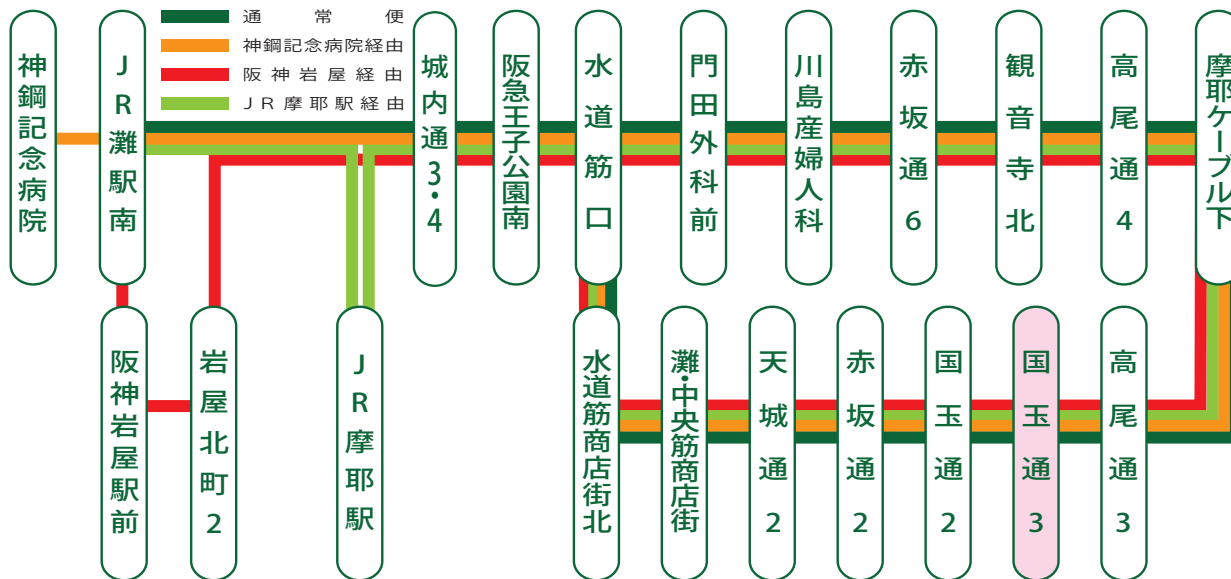 通常便
神鋼記念病院経由
阪神岩屋経由
JR摩耶駅経由
神鋼記念病院
JR灘駅南
城内通3・4
阪急王子公園南
水道筋口
門田外科前
川島産婦人科
赤坂通6
観音寺北
高尾通4
摩耶ケーブル下
阪神岩屋駅前
岩屋北町2
JR摩耶駅
水道筋商店街北
灘・中央筋商店街
天城通2
赤坂通2
国玉通2
国玉通3
高尾通3